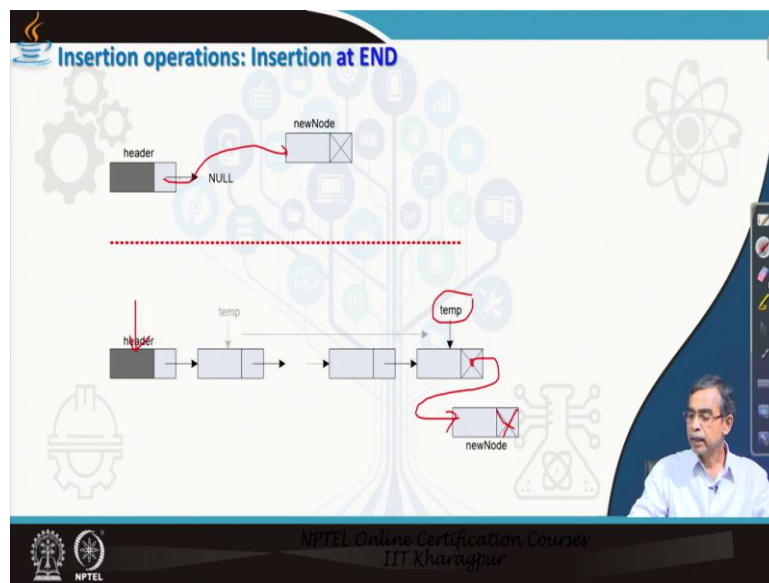 Insertion operations: Insertion at END
newNode
header
NULL
temp
temp
header
newNode
NPTEL Online Certification Courses
IIT Kharagpur
NPTEL